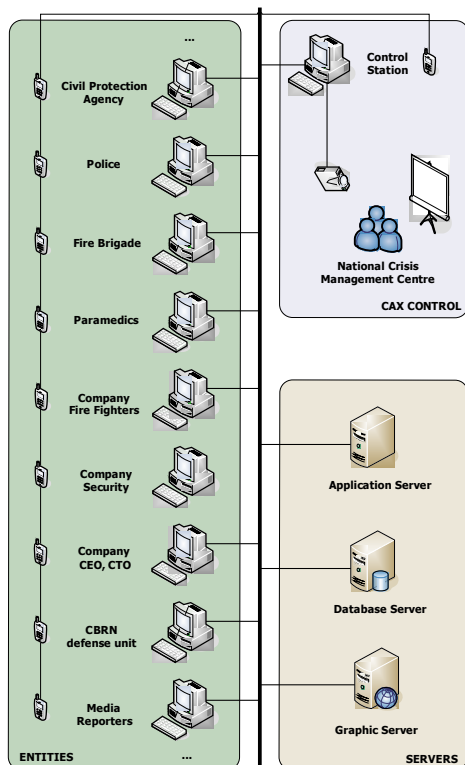 ...
Civil Protection
Agency
Police
Fire Brigade
Paramedics
Company
Fire Fighters
Company
Security
Company
CEO, CTO
CBRN
defense unit
Media
Reporters
...
ENTITIES
Control
Station
National Crisis
Management Centre
CAX CONTROL
Application Server
Database Server
Graphic Server
SERVERS